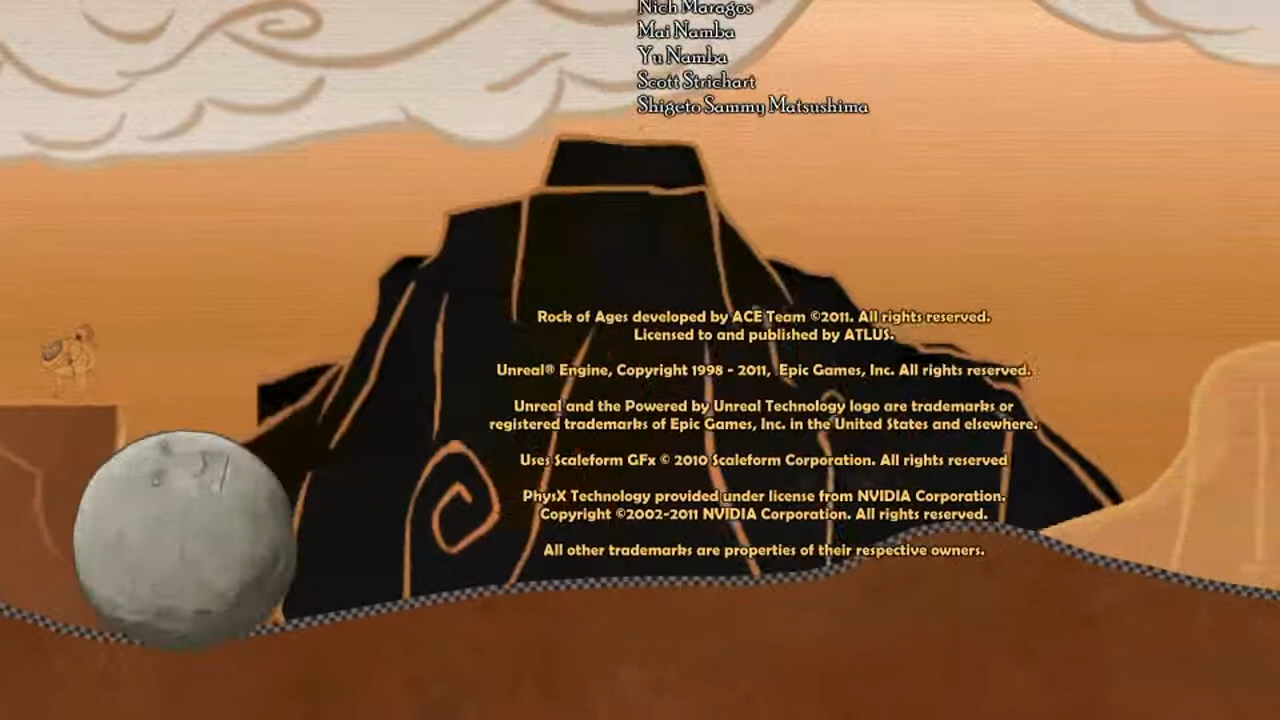 Nich Maragos
Mai Namba
Yu Namba
Scott Strichart
Shigeto Sammy Matsushima
Rock of Ages developed by ACE Team ©2011. All rights reserved.
Licensed to and published by ATLUS.
Unreal® Engine, Copyright 1998 - 2011, Epic Games, Inc. All rights reserved.
Unreal and the Powered by Unreal Technology logo are trademarks or
registered trademarks of Epic Games, Inc. in the United States and elsewhere.
Uses Scaleform GFx © 2010 Scaleform Corporation. All rights reserved
PhysX Technology provided under license from NVIDIA Corporation.
Copyright ©2002-2011 NVIDIA Corporation. All rights reserved.
All other trademarks are properties of their respective owners.